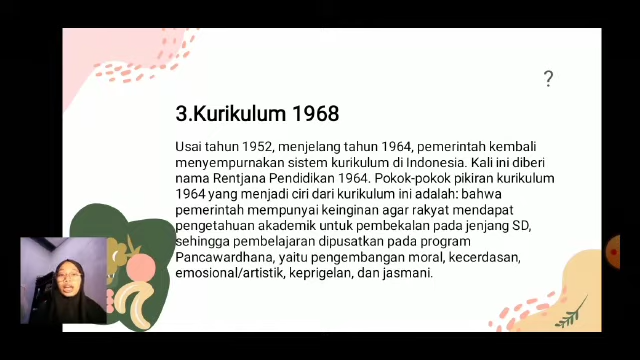 ?
3.Kurikulum 1968
Usai tahun 1952, menjelang tahun 1964, pemerintah kembali
menyempurnakan sistem kurikulum di Indonesia. Kali ini diberi
nama Rentjana Pendidikan 1964. Pokok-pokok pikiran kurikulum
1964 yang menjadi ciri dari kurikulum ini adalah: bahwa
pemerintah mempunyai keinginan agar rakyat mendapat
pengetahuan akademik untuk pembekalan pada jenjang SD,
sehingga pembelajaran dipusatkan pada program
Pancawardhana, yaitu pengembangan moral, kecerdasan,
emosional/artistik, keprigelan, dan jasmani.